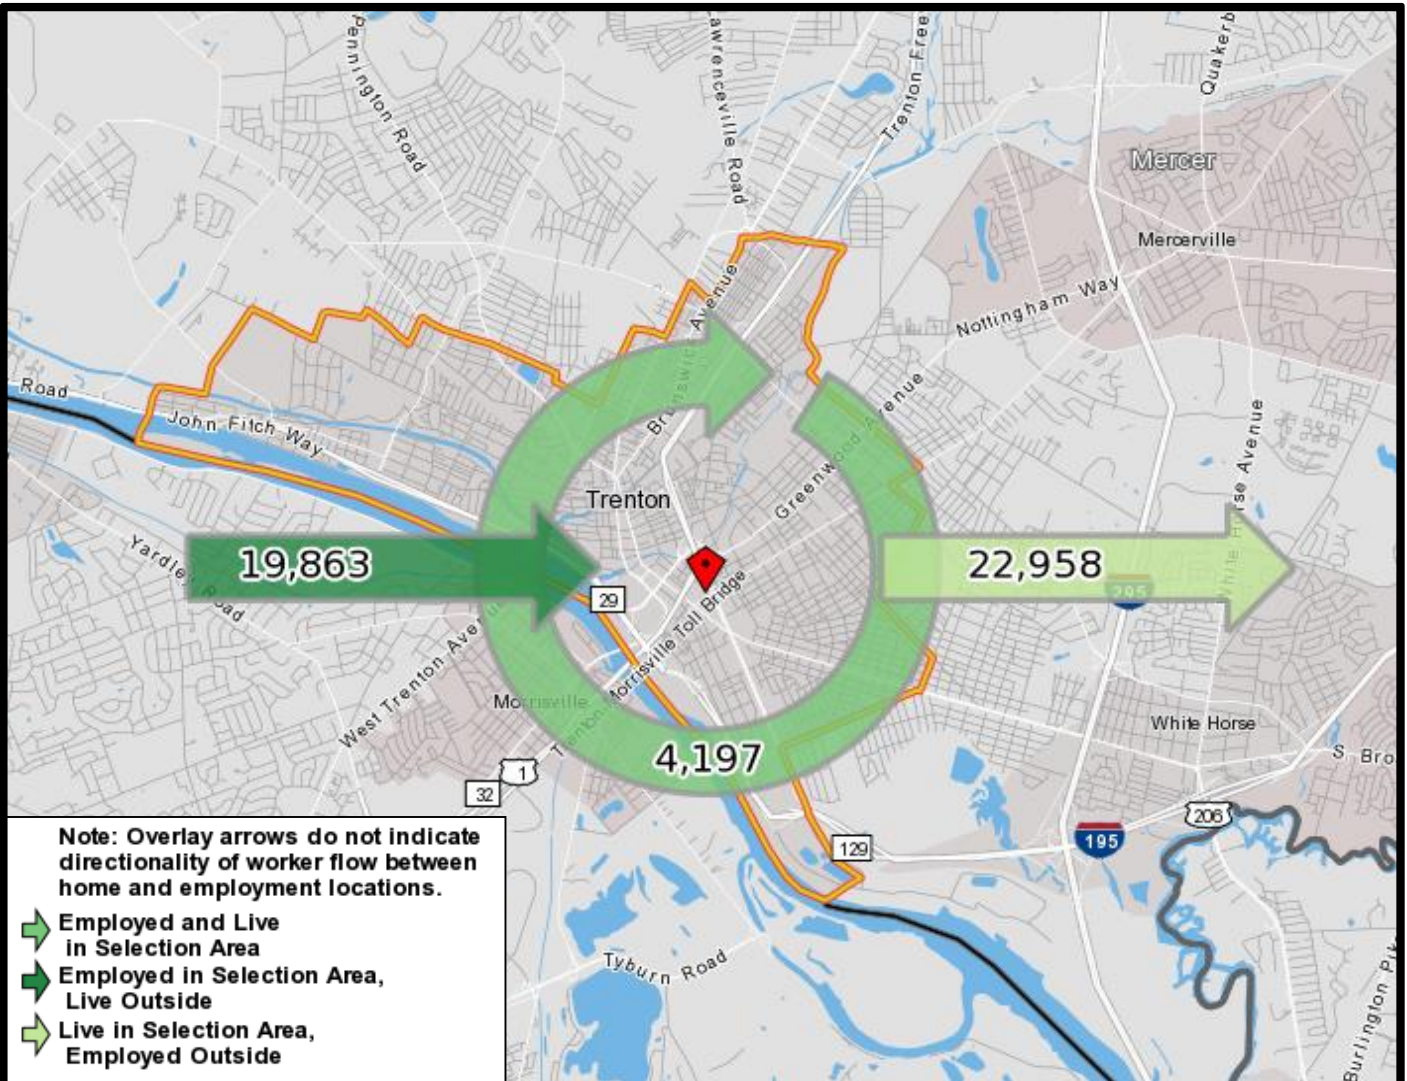 Pennington Road
Lawrenceville Road
Trenton Free
Quakerb
Mercer
Mercerville
Nottingham Way
Brunswick Avenue
Greenwood Avenue
Road
John Fitch Way
Trenton
White Horse Avenue
19,863
22,958
295
Yardley Road
29
West Trenton Avenue
Morrisville
Trenton-Morrisville Toll Bridge
4,197
White Horse
S Bro
1
32
206
195
129
Tyburn Road
Burlington Pik
Note: Overlay arrows do not indicate
directionality of worker flow between
home and employment locations.
Employed and Live
in Selection Area
Employed in Selection Area,
Live Outside
Live in Selection Area,
Employed Outside